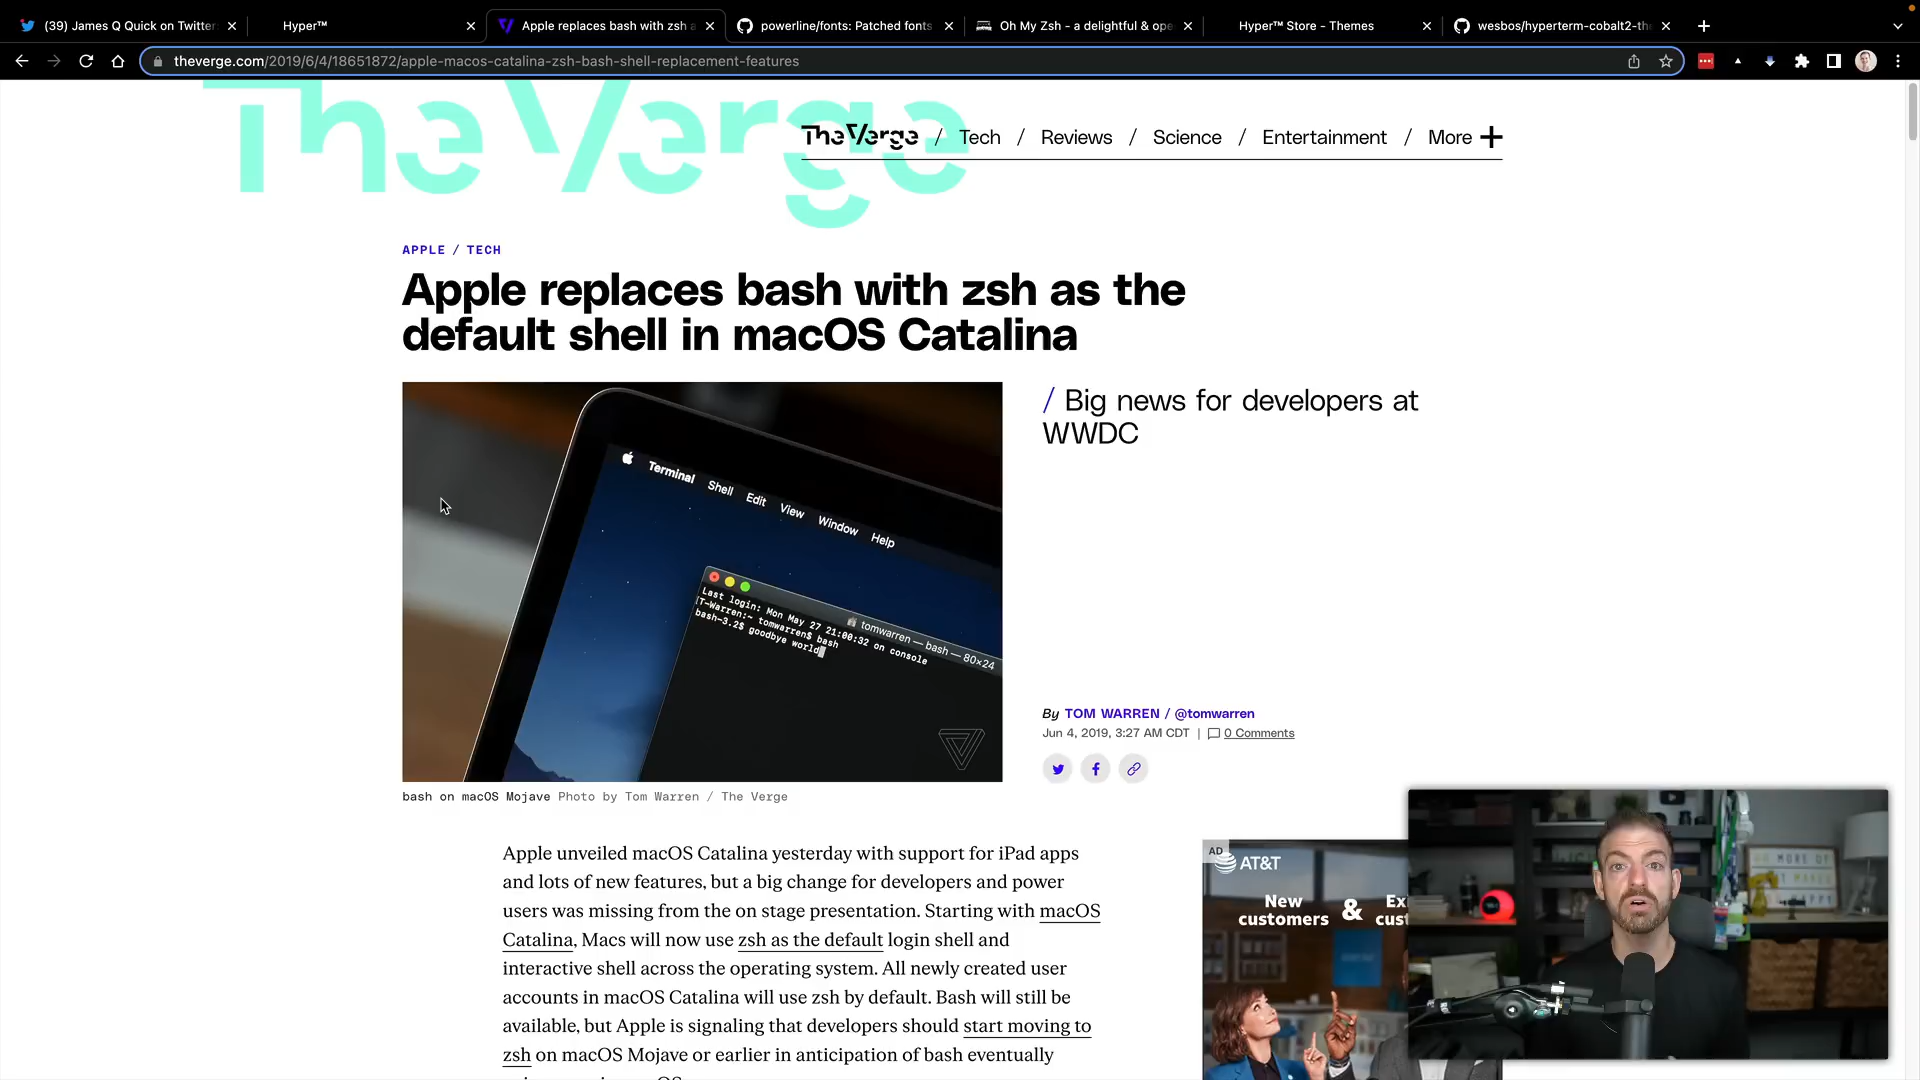 (39) James Q Quick on Twitter
Hyper™
Apple replaces bash with zsh a
powerline/fonts: Patched fonts
Oh My Zsh - a delightful & ope
Hyper™ Store - Themes
wesbos/hyperterm-cobalt2-th
theverge.com/2019/6/4/18651872/apple-macos-catalina-zsh-bash-shell-replacement-features
The Verge
The Verge / Tech / Reviews / Science / Entertainment / More
APPLE / TECH
Apple replaces bash with zsh as the
default shell in macOS Catalina
/ Big news for developers at
WWDC
Terminal Shell Edit View Window Help
tomwarren — bash — 80×24
Last login: Mon May 27 21:00:32 on console
T-Warren:~ tomwarren$ bash
bash-3.2$ goodbye world
By TOM WARREN / @tomwarren
Jun 4, 2019, 3:27 AM CDT | 0 Comments
bash on macOS Mojave Photo by Tom Warren / The Verge
Apple unveiled macOS Catalina yesterday with support for iPad apps
and lots of new features, but a big change for developers and power
users was missing from the on stage presentation. Starting with macOS
Catalina, Macs will now use zsh as the default login shell and
interactive shell across the operating system. All newly created user
accounts in macOS Catalina will use zsh by default. Bash will still be
available, but Apple is signaling that developers should start moving to
zsh on macOS Mojave or earlier in anticipation of bash eventually
AD
AT&T
New
customers
&
Ex
cust